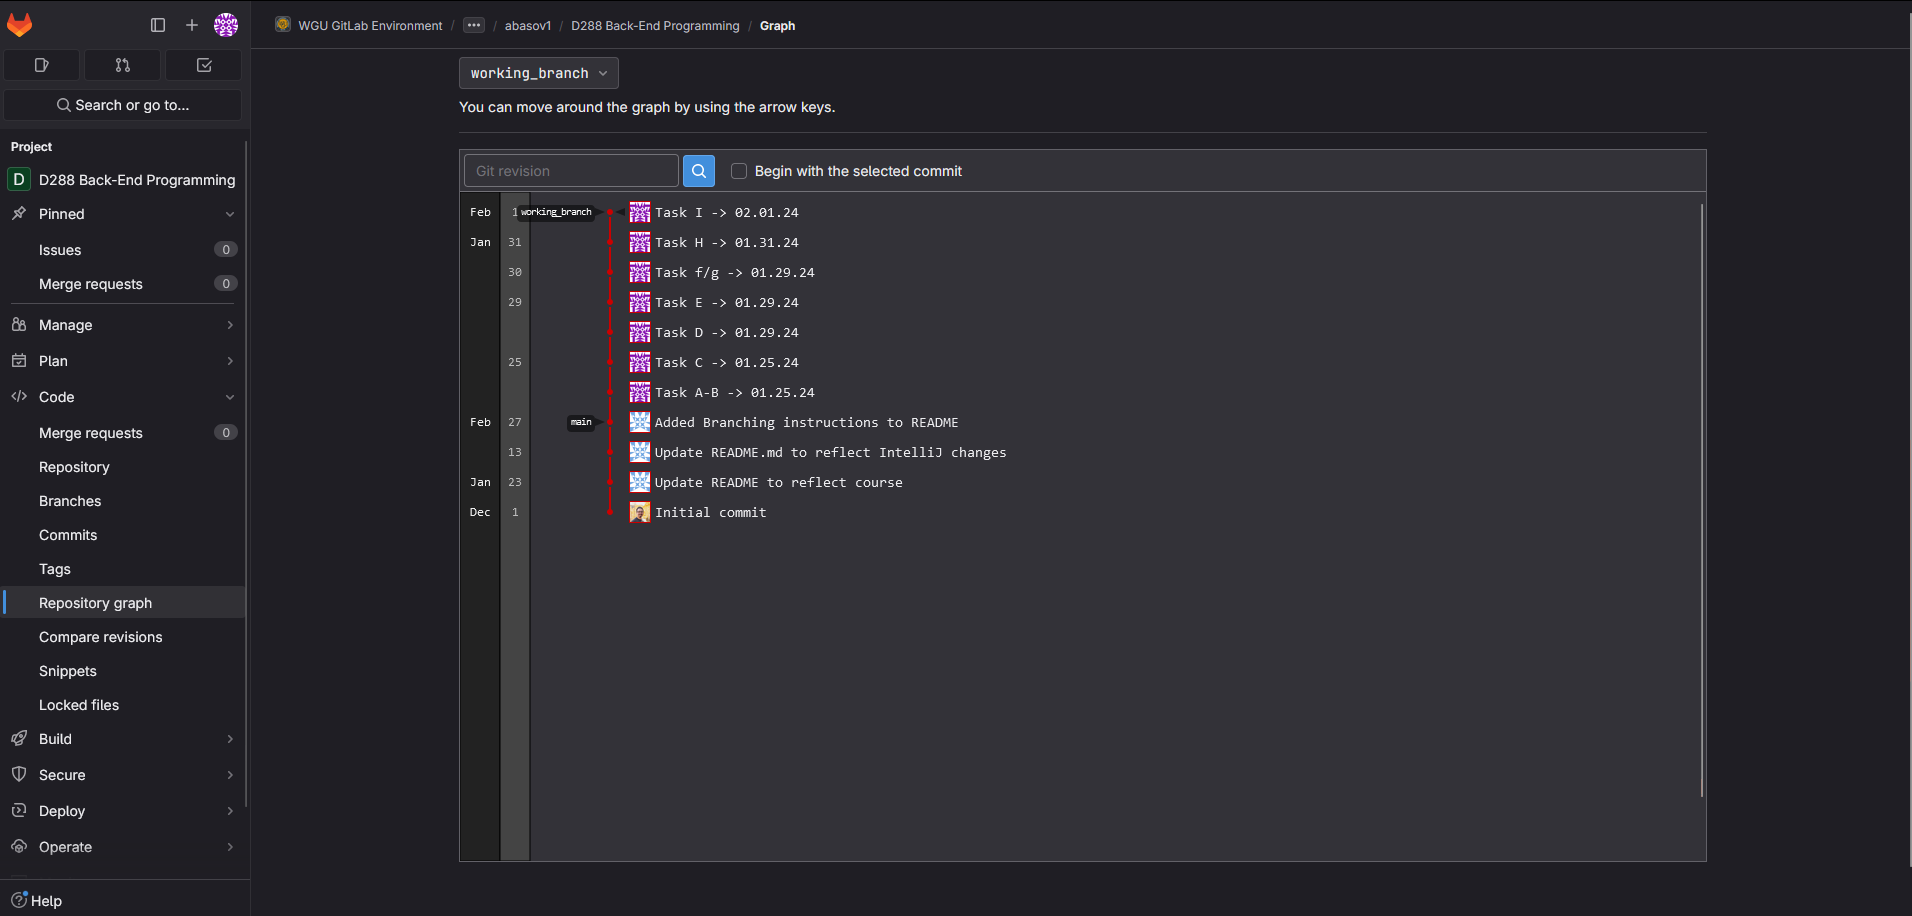 WGU GitLab Environment / ... / abasov1 / D288 Back-End Programming / Graph
Search or go to...
Project
D D288 Back-End Programming
Pinned
Issues 0
Merge requests 0
Manage
Plan
Code
Merge requests 0
Repository
Branches
Commits
Tags
Repository graph
Compare revisions
Snippets
Locked files
Build
Secure
Deploy
Operate
Help
working_branch
You can move around the graph by using the arrow keys.
Git revision
Begin with the selected commit
Feb 1 working_branch Task I -> 02.01.24
Jan 31 Task H -> 01.31.24
30 Task f/g -> 01.29.24
29 Task E -> 01.29.24
Task D -> 01.29.24
25 Task C -> 01.25.24
Task A-B -> 01.25.24
Feb 27 main Added Branching instructions to README
13 Update README.md to reflect IntelliJ changes
Jan 23 Update README to reflect course
Dec 1 Initial commit